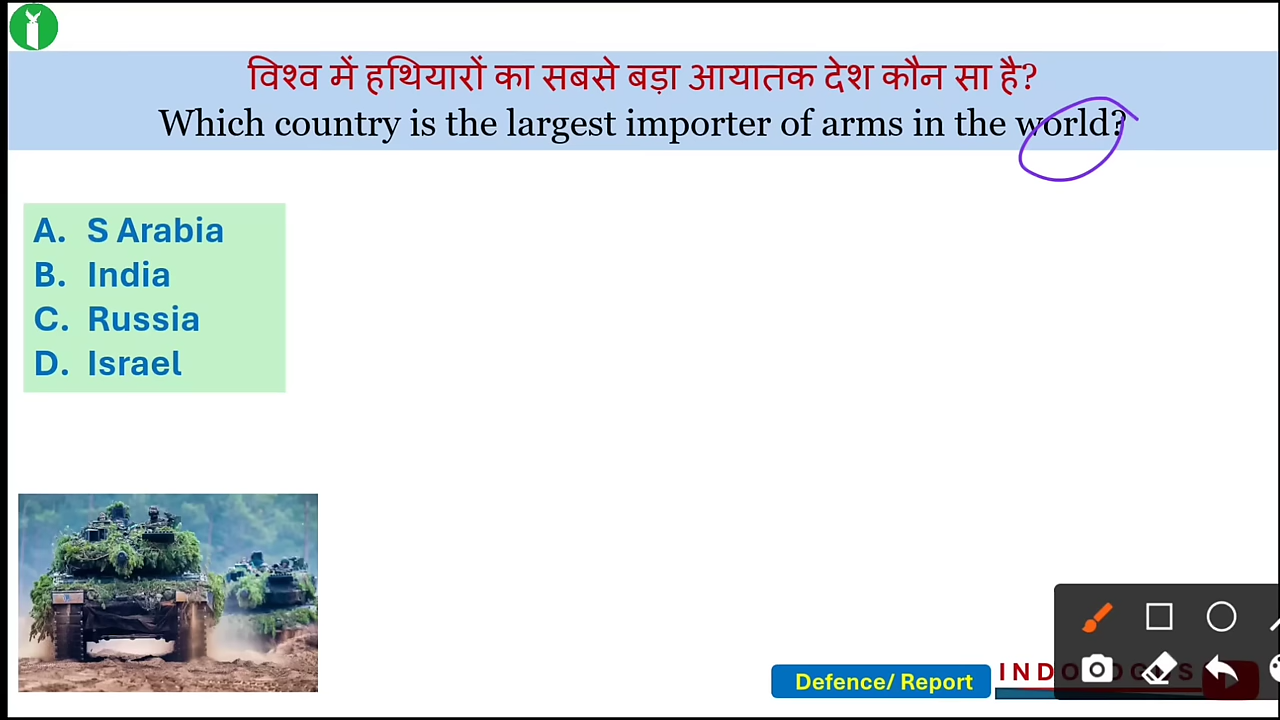 विश्व में हथियारों का सबसे बड़ा आयातक देश कौन सा है?
Which country is the largest importer of arms in the world?
A. S Arabia
B. India
C. Russia
D. Israel
Defence/ Report